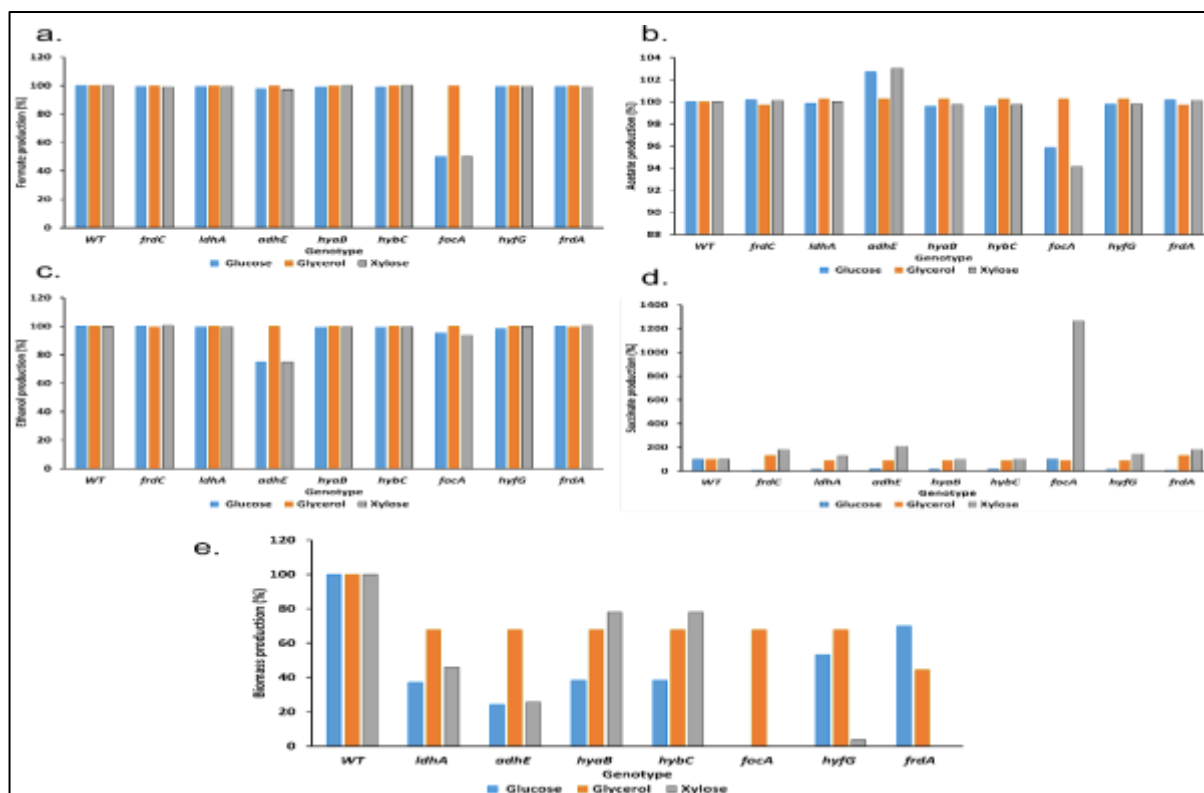 a.
Formate production (%)
120
100
80
60
40
20
0
WT frdC ldhA adhE hyaB hybC focA hyfG frdA
Genotype
Glucose Glycerol Xylose
b.
Acetate production (%)
104
102
100
98
96
94
92
90
88
WT frdC ldhA adhE hyaB hybC focA hyfG frdA
Genotype
Glucose Glycerol Xylose
c.
Ethanol production (%)
120
100
80
60
40
20
0
WT frdC ldhA adhE hyaB hybC focA hyfG frdA
Genotype
Glucose Glycerol Xylose
d.
Succinate production (%)
1400
1200
1000
800
600
400
200
0
WT frdC ldhA adhE hyaB hybC focA hyfG frdA
Genotype
Glucose Glycerol Xylose
e.
Biomass production (%)
120
100
80
60
40
20
0
WT ldhA adhE hyaB hybC focA hyfG frdA
Genotype
Glucose Glycerol Xylose